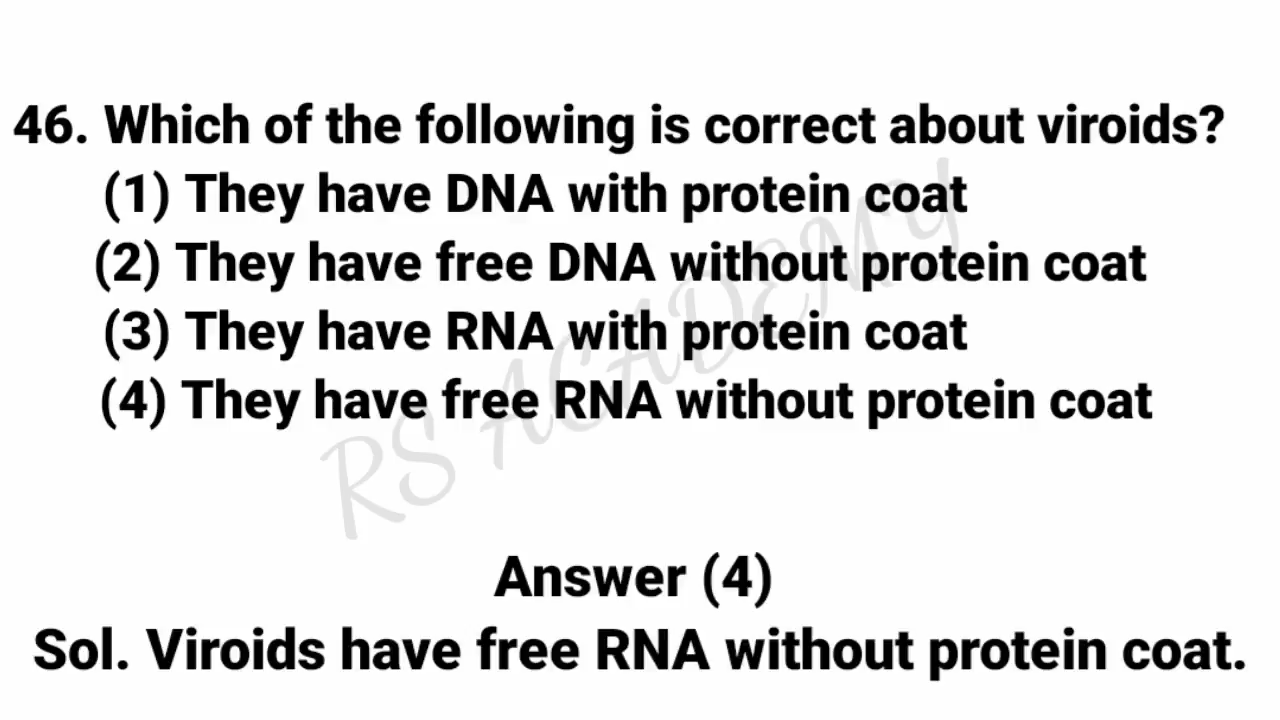 46. Which of the following is correct about viroids?
(1) They have DNA with protein coat
(2) They have free DNA without protein coat
(3) They have RNA with protein coat
(4) They have free RNA without protein coat
RS ACADEMY
Answer (4)
Sol. Viroids have free RNA without protein coat.